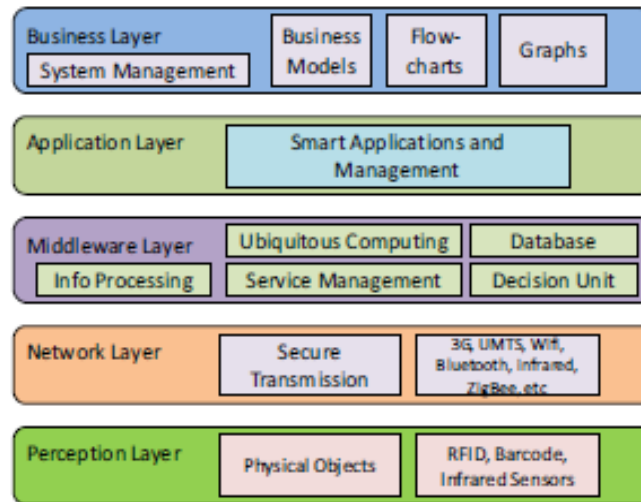 Business Layer
System Management
Business
Models
Flow-
charts
Graphs
Application Layer
Smart Applications and
Management
Middleware Layer
Ubiquitous Computing
Database
Info Processing
Service Management
Decision Unit
Network Layer
Secure
Transmission
3G, UMTS, Wifi,
Bluetooth, Infrared,
ZigBee, etc
Perception Layer
Physical Objects
RFID, Barcode,
Infrared Sensors